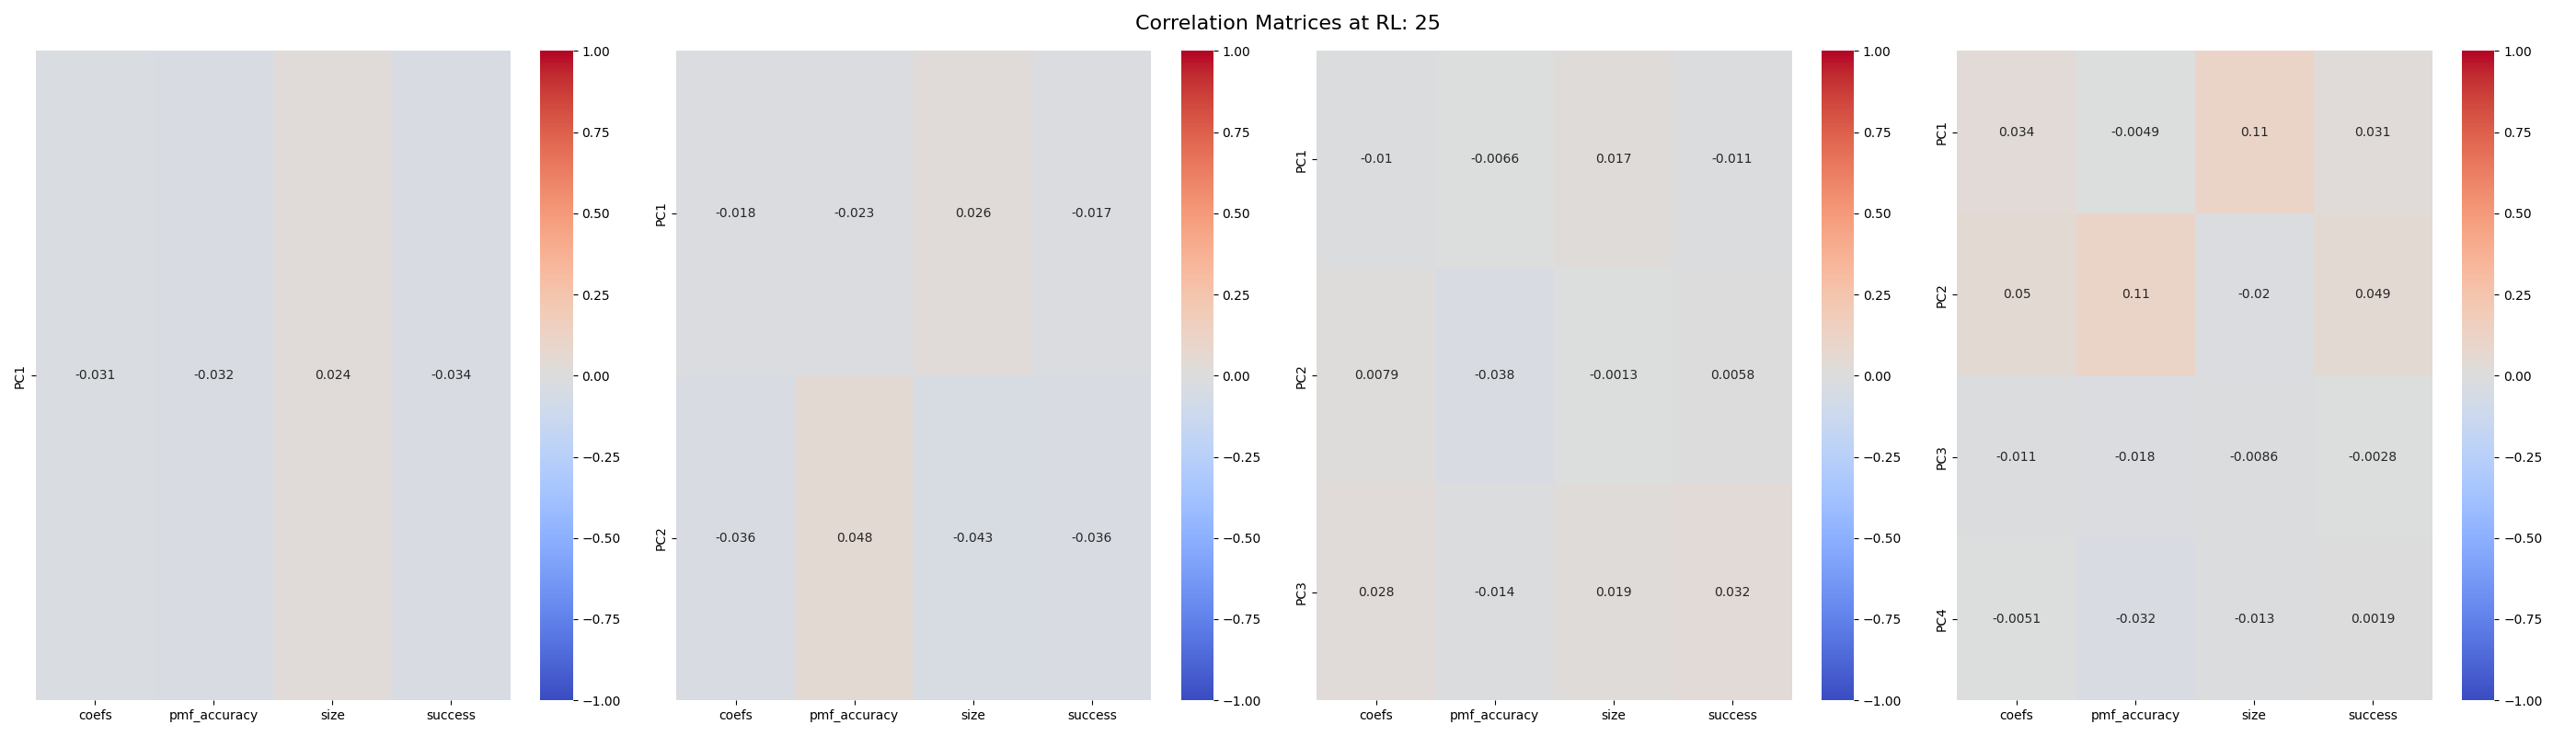 Correlation Matrices at RL: 25
PC1
-0.031 -0.032 0.024 -0.034
coefs pmf_accuracy size success
1.00
0.75
0.50
0.25
0.00
−0.25
−0.50
−0.75
−1.00
PC1
-0.018 -0.023 0.026 -0.017
PC2
-0.036 0.048 -0.043 -0.036
coefs pmf_accuracy size success
1.00
0.75
0.50
0.25
0.00
−0.25
−0.50
−0.75
−1.00
PC1
-0.01 -0.0066 0.017 -0.011
PC2
0.0079 -0.038 -0.0013 0.0058
PC3
0.028 -0.014 0.019 0.032
coefs pmf_accuracy size success
1.00
0.75
0.50
0.25
0.00
−0.25
−0.50
−0.75
−1.00
PC1
0.034 -0.0049 0.11 0.031
PC2
0.05 0.11 -0.02 0.049
PC3
-0.011 -0.018 -0.0086 -0.0028
PC4
-0.0051 -0.032 -0.013 0.0019
coefs pmf_accuracy size success
1.00
0.75
0.50
0.25
0.00
−0.25
−0.50
−0.75
−1.00